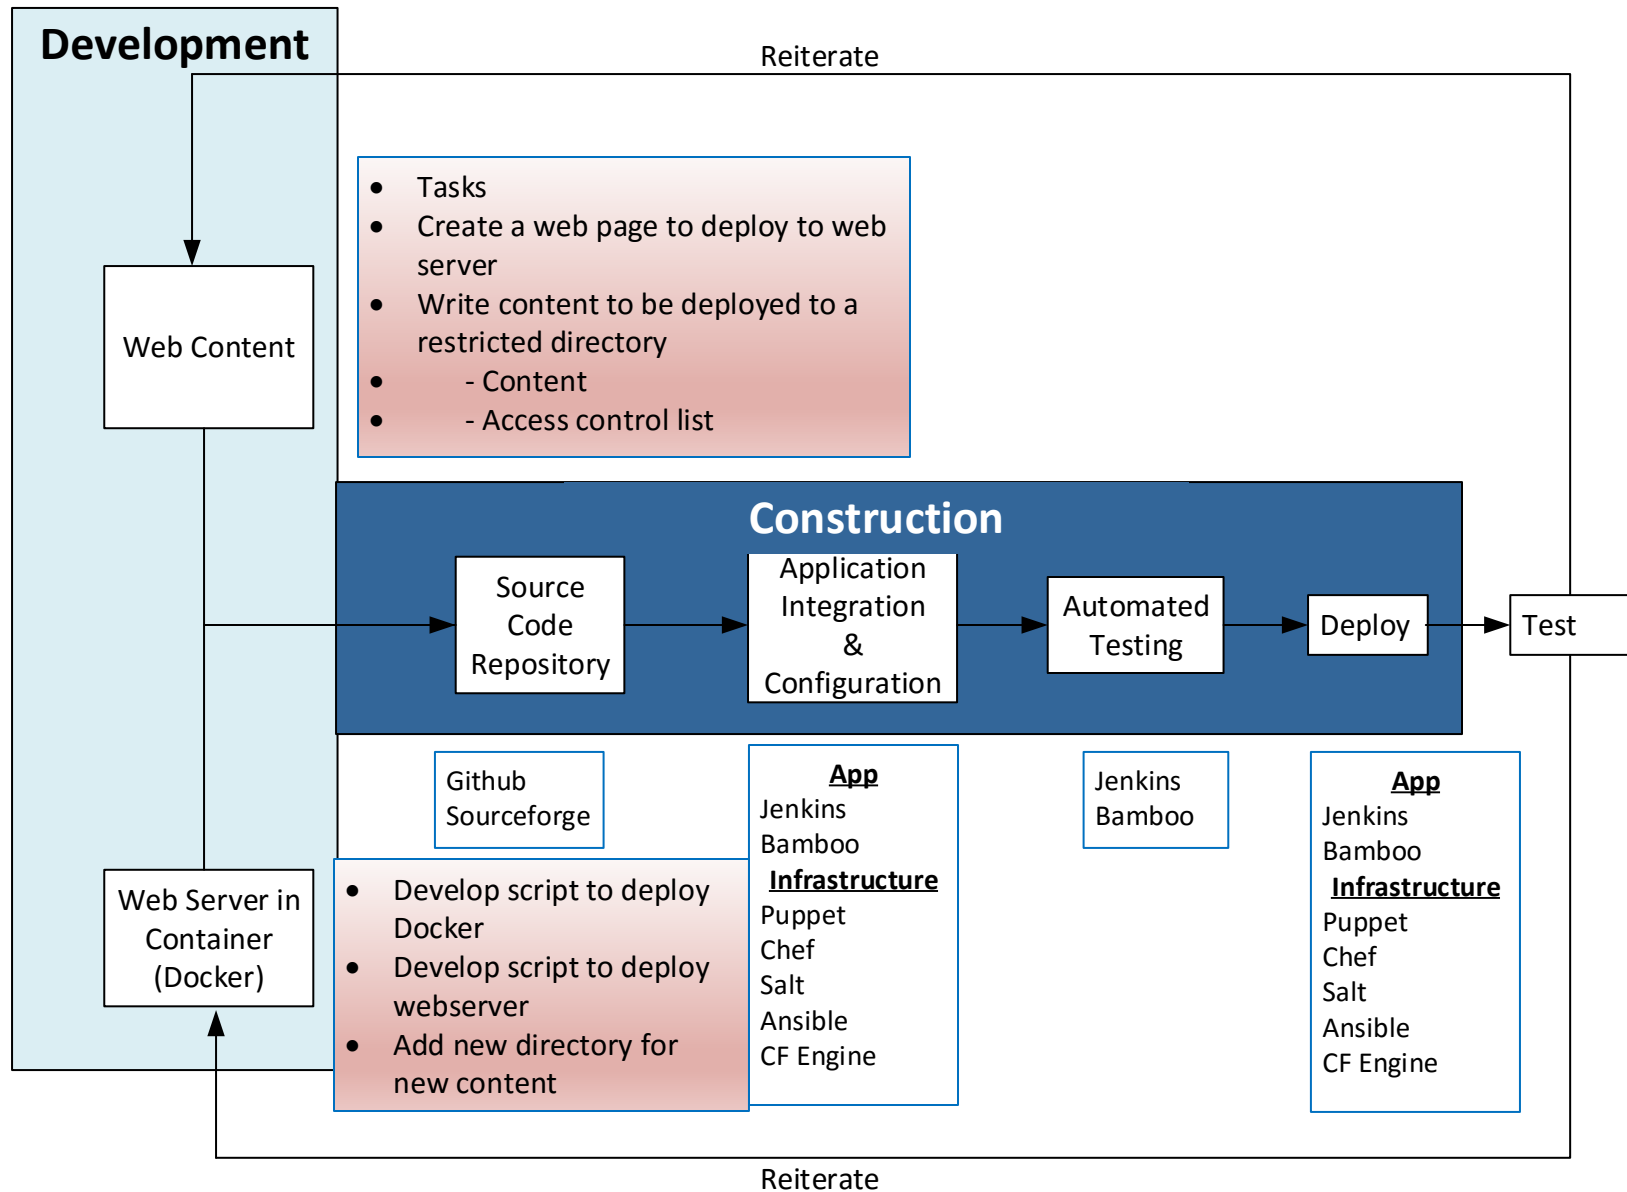 Development
Reiterate
• Tasks
• Create a web page to deploy to web
server
• Write content to be deployed to a
restricted directory
• - Content
• - Access control list
Web Content
Construction
Source
Code
Repository
Application
Integration
&
Configuration
Automated
Testing
Deploy
Test
Github
Sourceforge
App
Jenkins
Bamboo
Infrastructure
Puppet
Chef
Salt
Ansible
CF Engine
Jenkins
Bamboo
App
Jenkins
Bamboo
Infrastructure
Puppet
Chef
Salt
Ansible
CF Engine
Web Server in
Container
(Docker)
• Develop script to deploy
Docker
• Develop script to deploy
webserver
• Add new directory for
new content
Reiterate